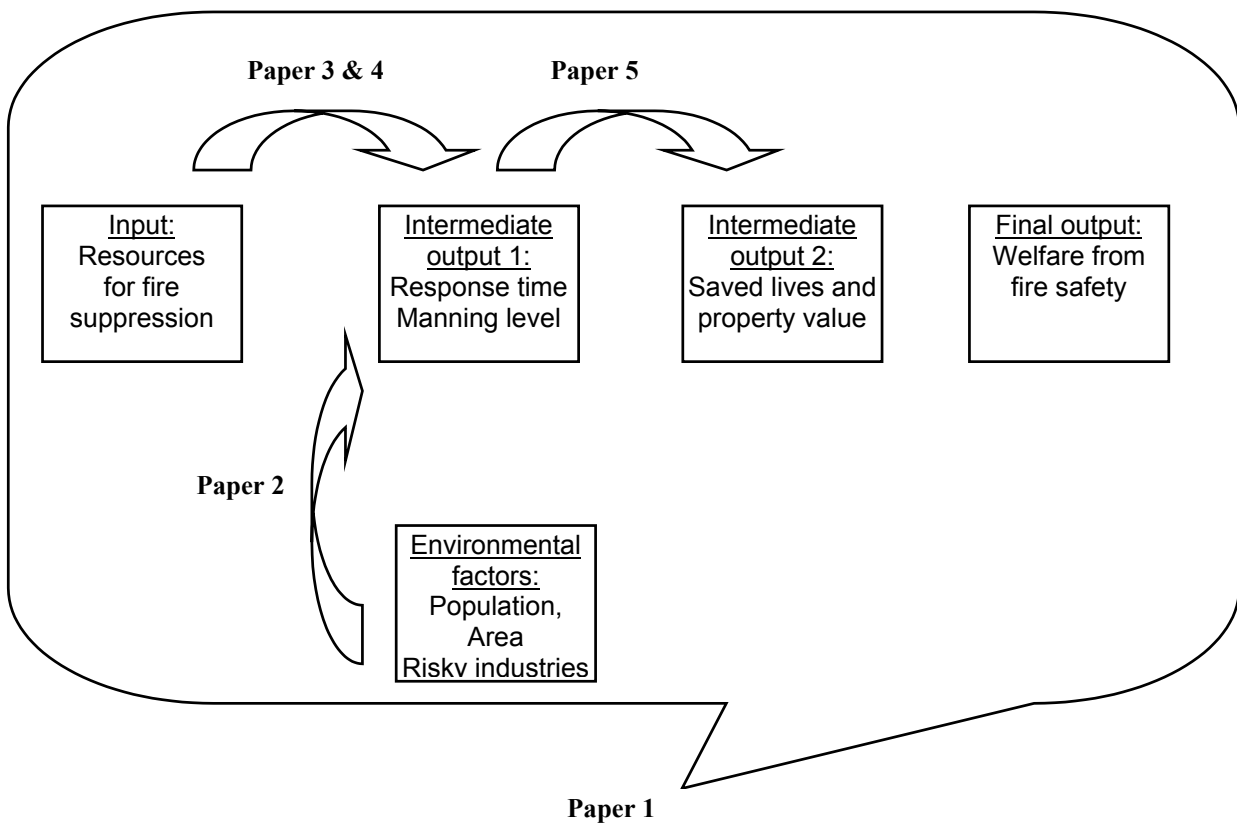 Paper 3 & 4
Paper 5
Input:
Resources
for fire
suppression
Intermediate
output 1:
Response time
Manning level
Intermediate
output 2:
Saved lives and
property value
Final output:
Welfare from
fire safety
Paper 2
Environmental
factors:
Population,
Area
Risky industries
Paper 1